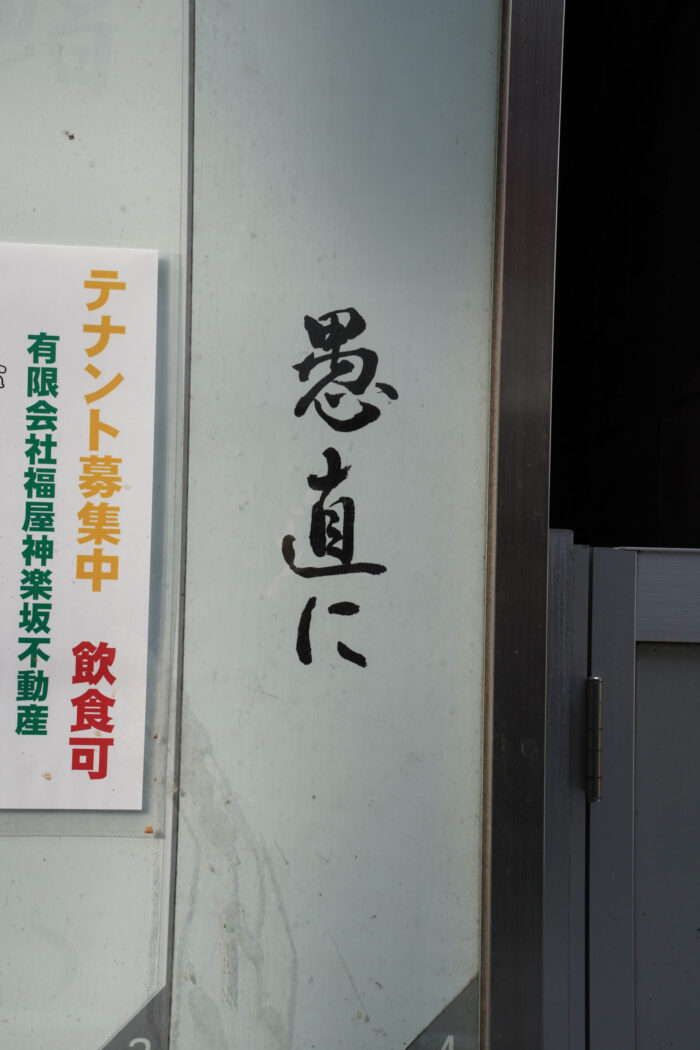 愚直に
テナント募集中 飲食可
有限会社福屋神楽坂不動産
4